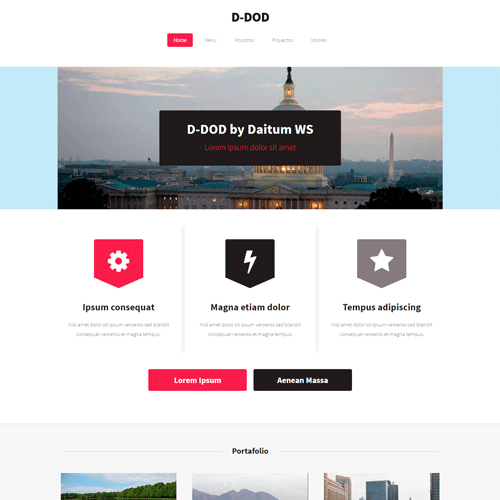 D-DOD
Home Menu Nosotros Proyectos Valores
D-DOD by Daitum WS
Lorem ipsum dolor sit amet
Ipsum consequat
Magna etiam dolor
Tempus adipiscing
Nisl amet dolor sit ipsum veroeros sed blandit
consequat veroeros et magna tempus.
Nisl amet dolor sit ipsum veroeros sed blandit
consequat veroeros et magna tempus.
Nisl amet dolor sit ipsum veroeros sed blandit
consequat veroeros et magna tempus.
Lorem Ipsum
Aenean Massa
Portafolio